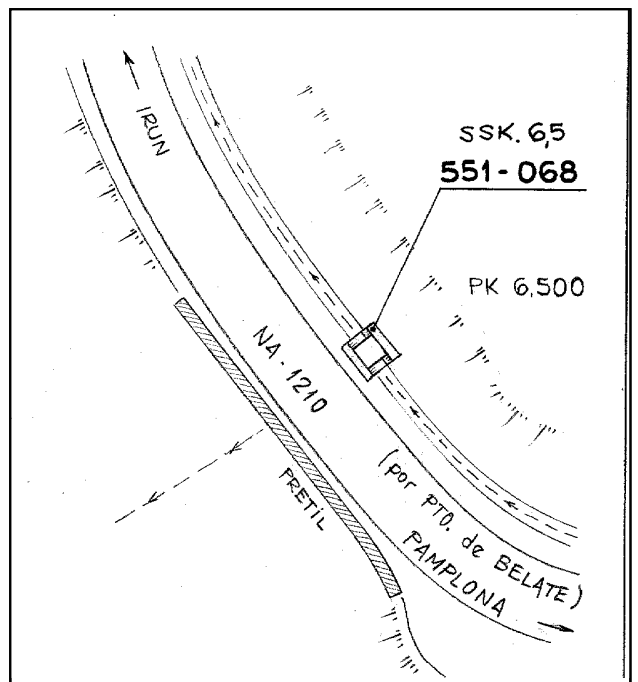 IRUN
SSK. 6,5
551-068
PK 6,500
NA-1210
PRETIL
(por PTO. de BELATE)
PAMPLONA